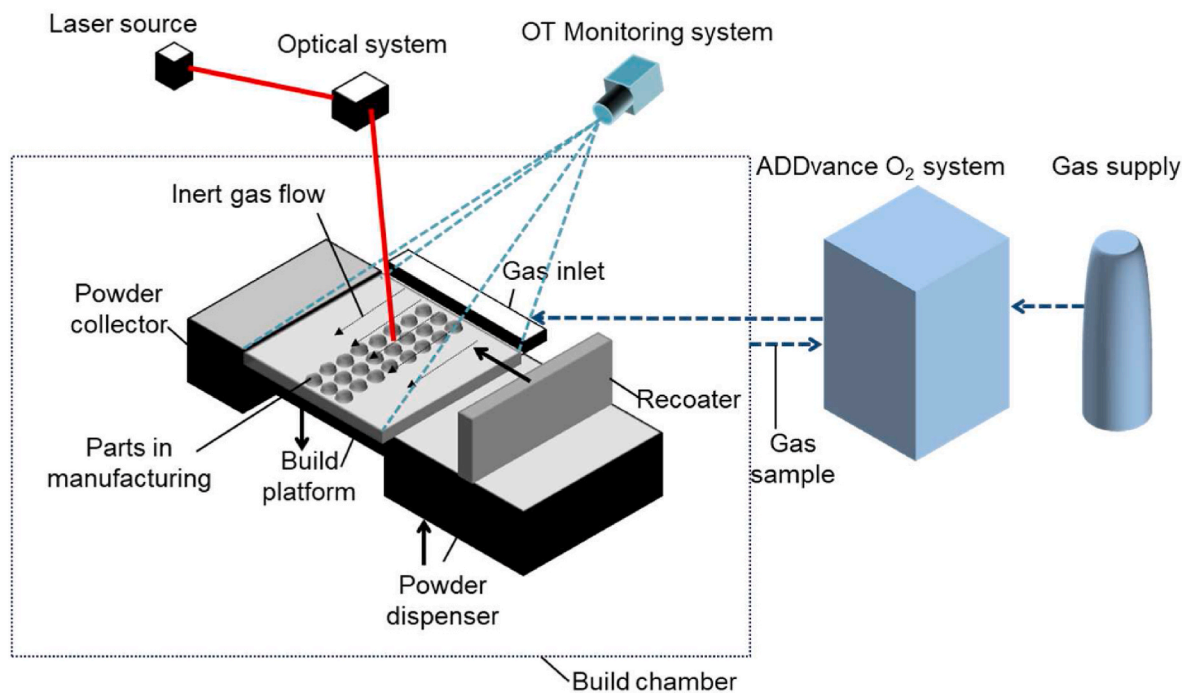 Laser source
Optical system
OT Monitoring system
ADDvance O₂ system
Gas supply
Inert gas flow
Gas inlet
Powder
collector
Recoater
Gas
sample
Parts in
manufacturing
Build
platform
Powder
dispenser
Build chamber